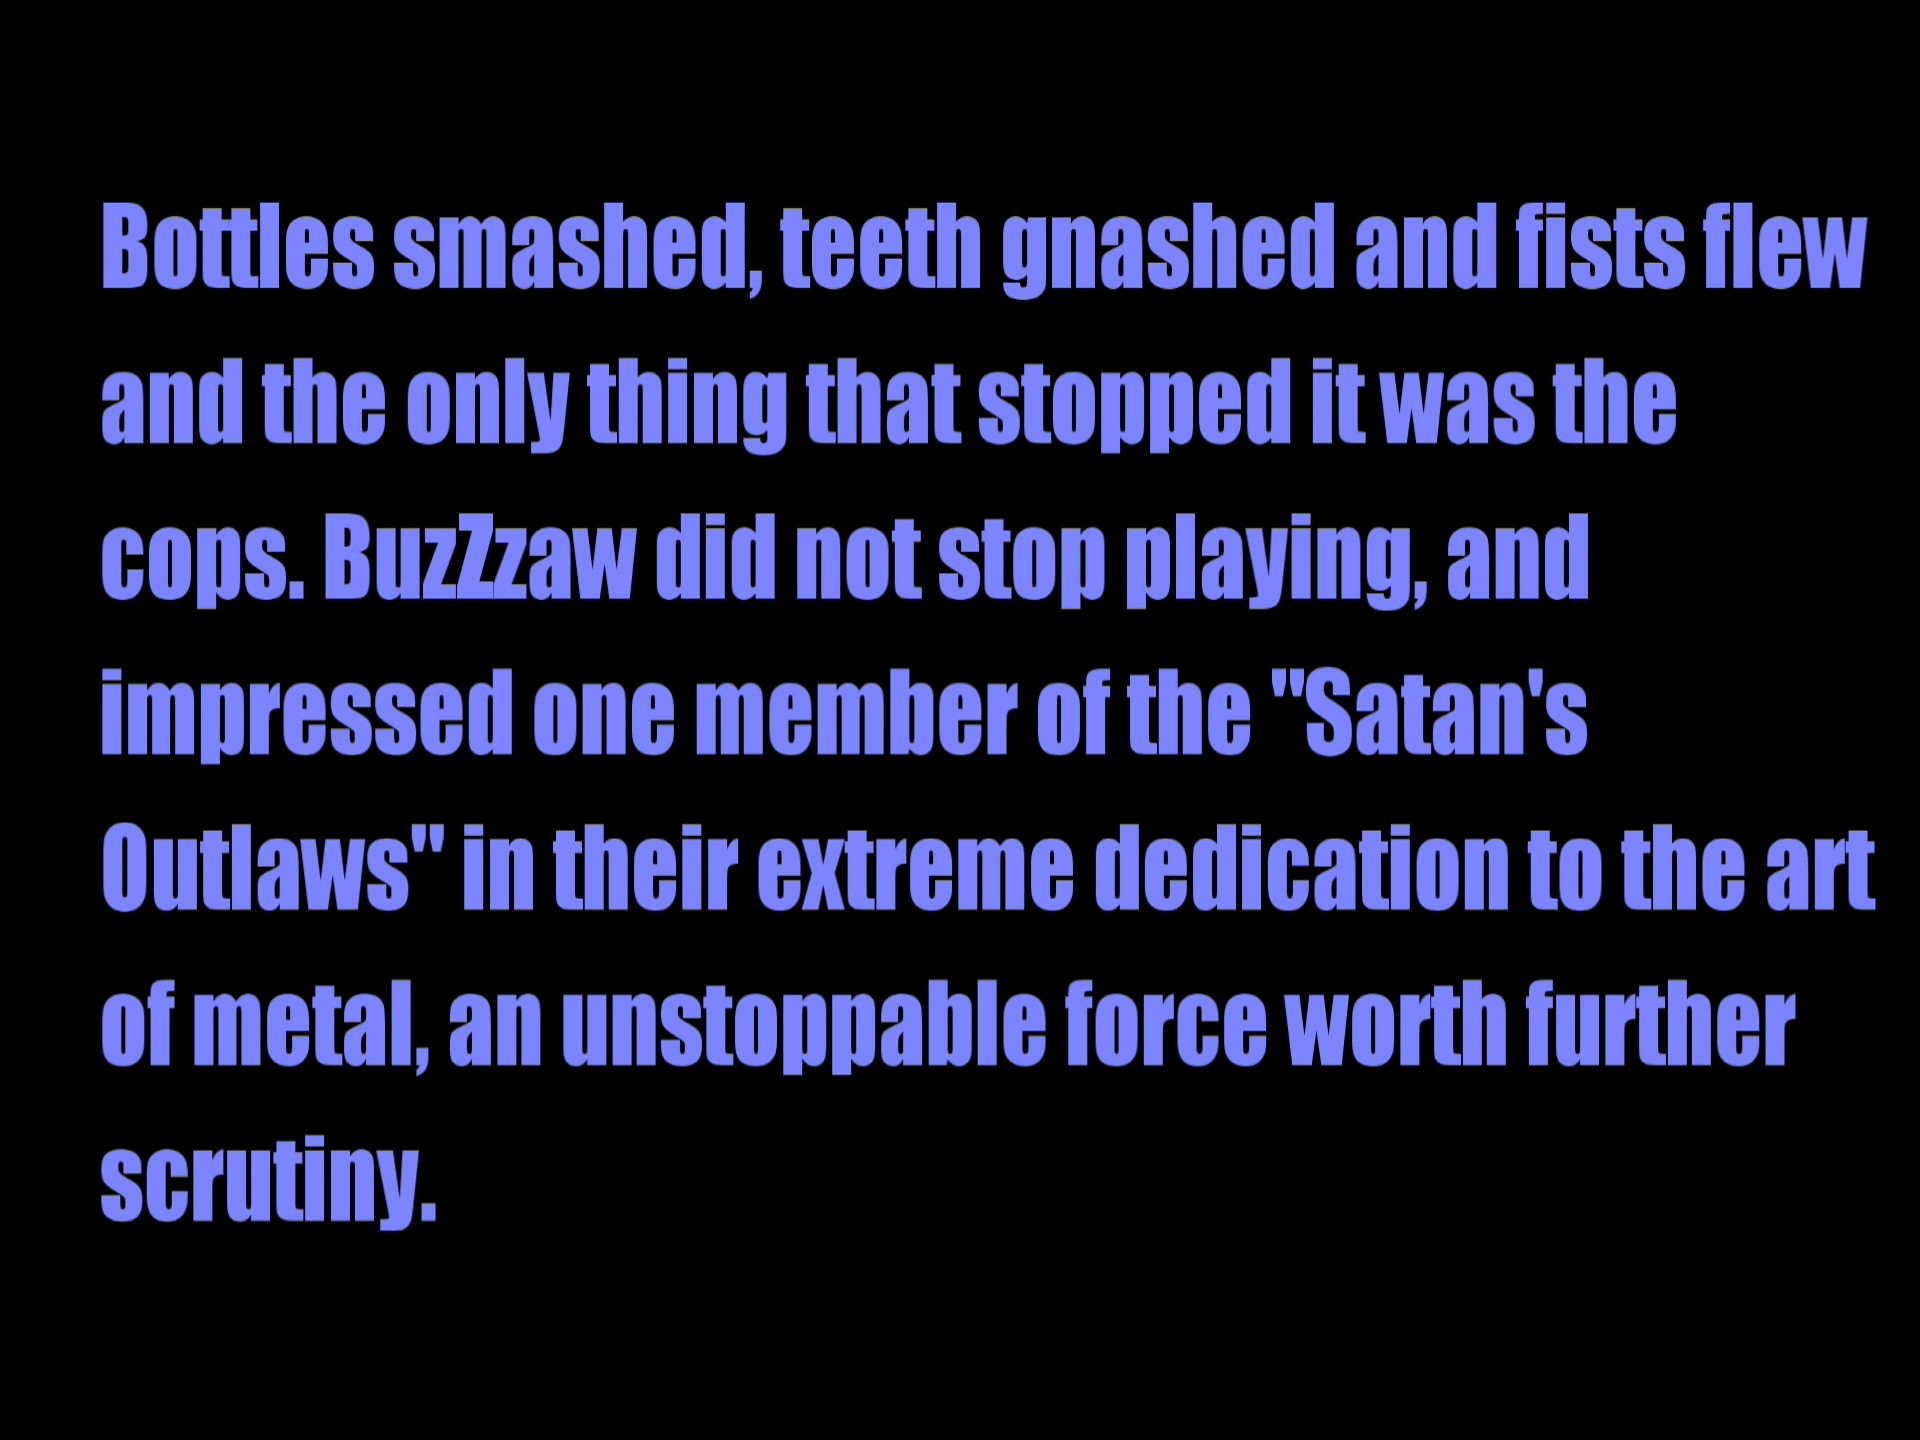 Bottles smashed, teeth gnashed and fists flew
and the only thing that stopped it was the
cops. BuzZzaw did not stop playing, and
impressed one member of the "Satan's
Outlaws" in their extreme dedication to the art
of metal, an unstoppable force worth further
scrutiny.